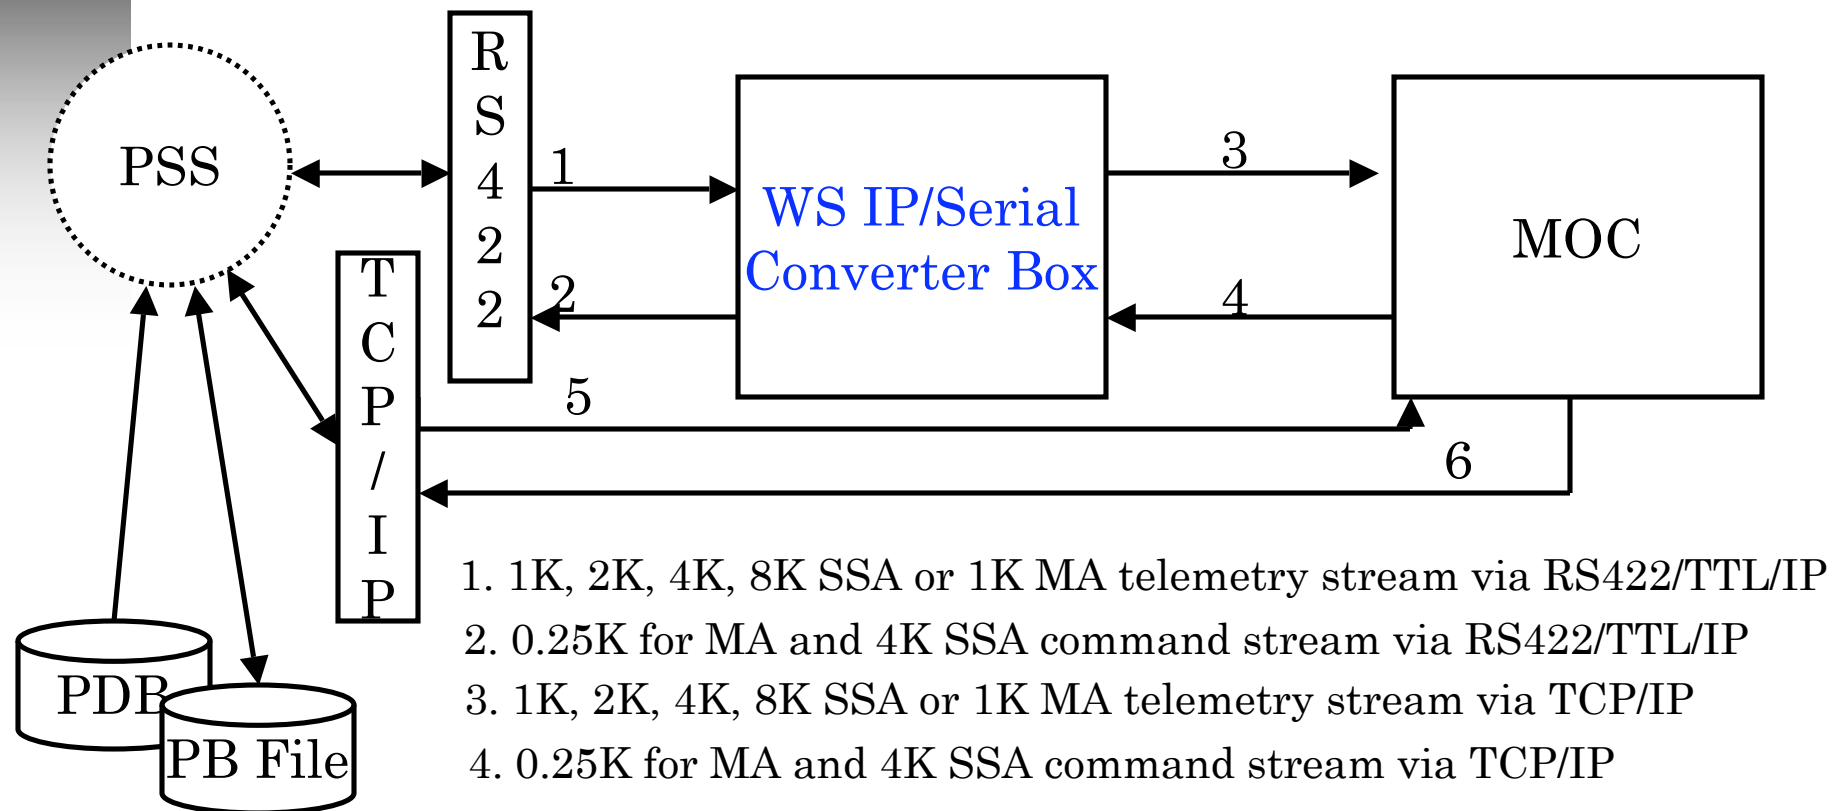 PSS
R
S
4
2
2
1
2
WS IP/Serial
Converter Box
3
4
MOC
T
C
P
/
I
P
5
6
PDB
PB File
1. 1K, 2K, 4K, 8K SSA or 1K MA telemetry stream via RS422/TTL/IP
2. 0.25K for MA and 4K SSA command stream via RS422/TTL/IP
3. 1K, 2K, 4K, 8K SSA or 1K MA telemetry stream via TCP/IP
4. 0.25K for MA and 4K SSA command stream via TCP/IP